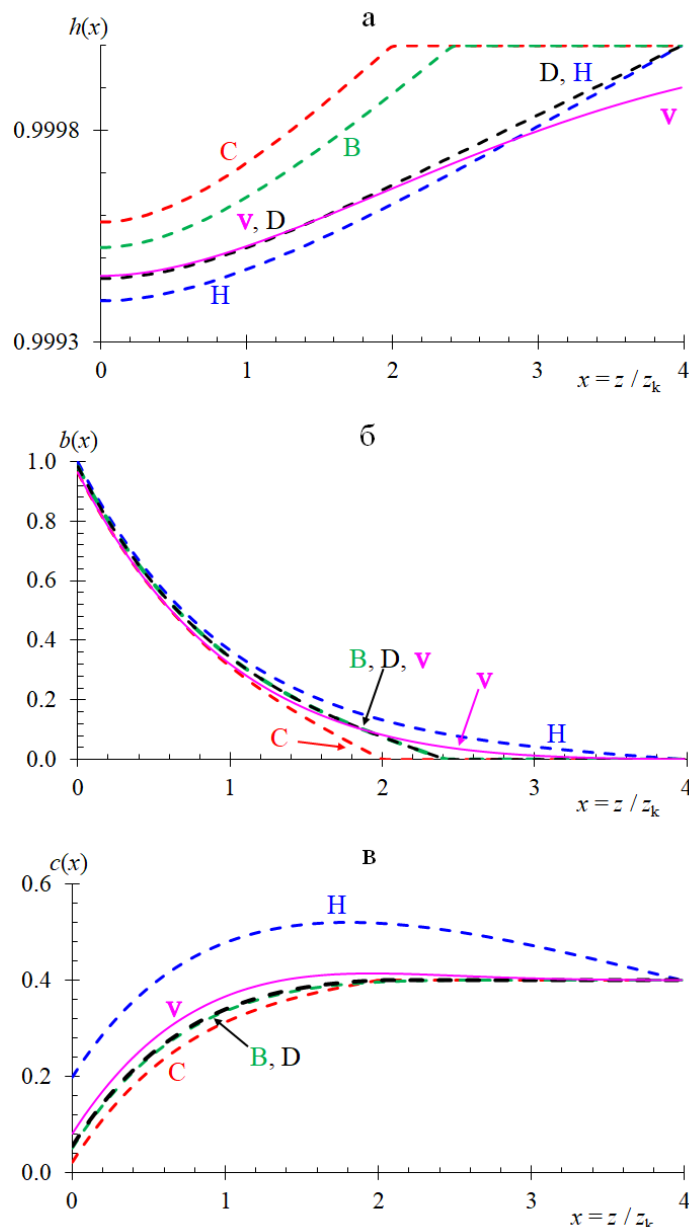 а
h(x)
D, H
0.9998
v
C
B
v, D
H
0.9993
0 1 2 3 4
x = z / zk
б
b(x)
1.0
0.8
0.6
0.4
B, D, v
v
0.2
C
H
0.0
0 1 2 3 4
x = z / zk
в
c(x)
0.6
H
0.4
v
B, D
0.2
C
0.0
0 1 2 3 4
x = z / zk